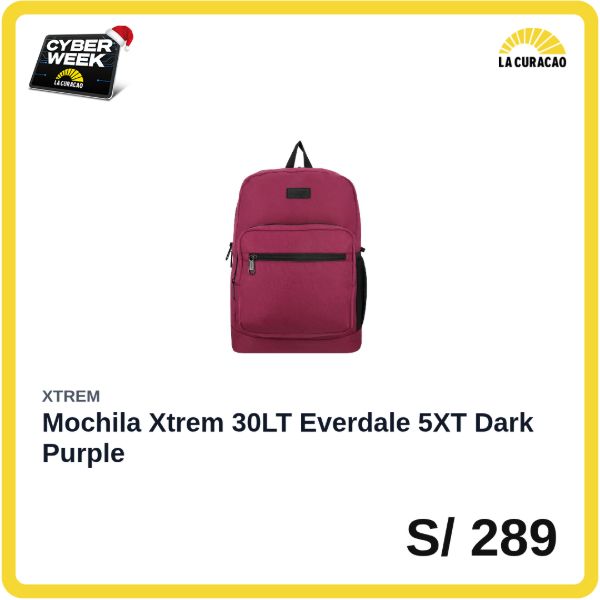 CYBER
WEEK
LA CURACAO
LA CURACAO
XTREM
Mochila Xtrem 30LT Everdale 5XT Dark
Purple
S/ 289